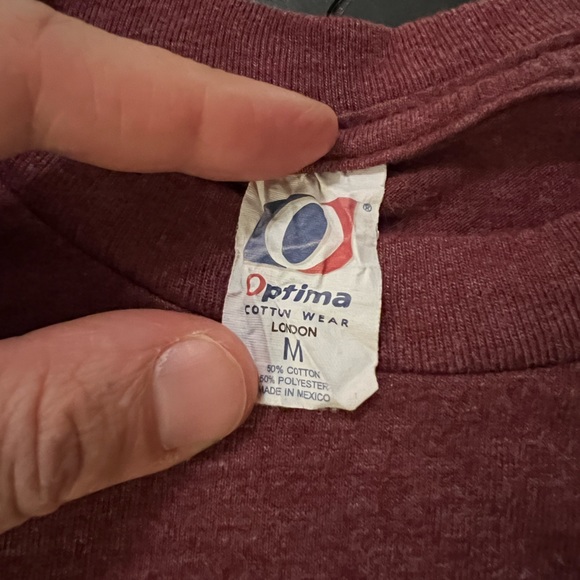 ®
Optima
COTTON WEAR
LONDON
M
50% COTTON
50% POLYESTER
MADE IN MEXICO